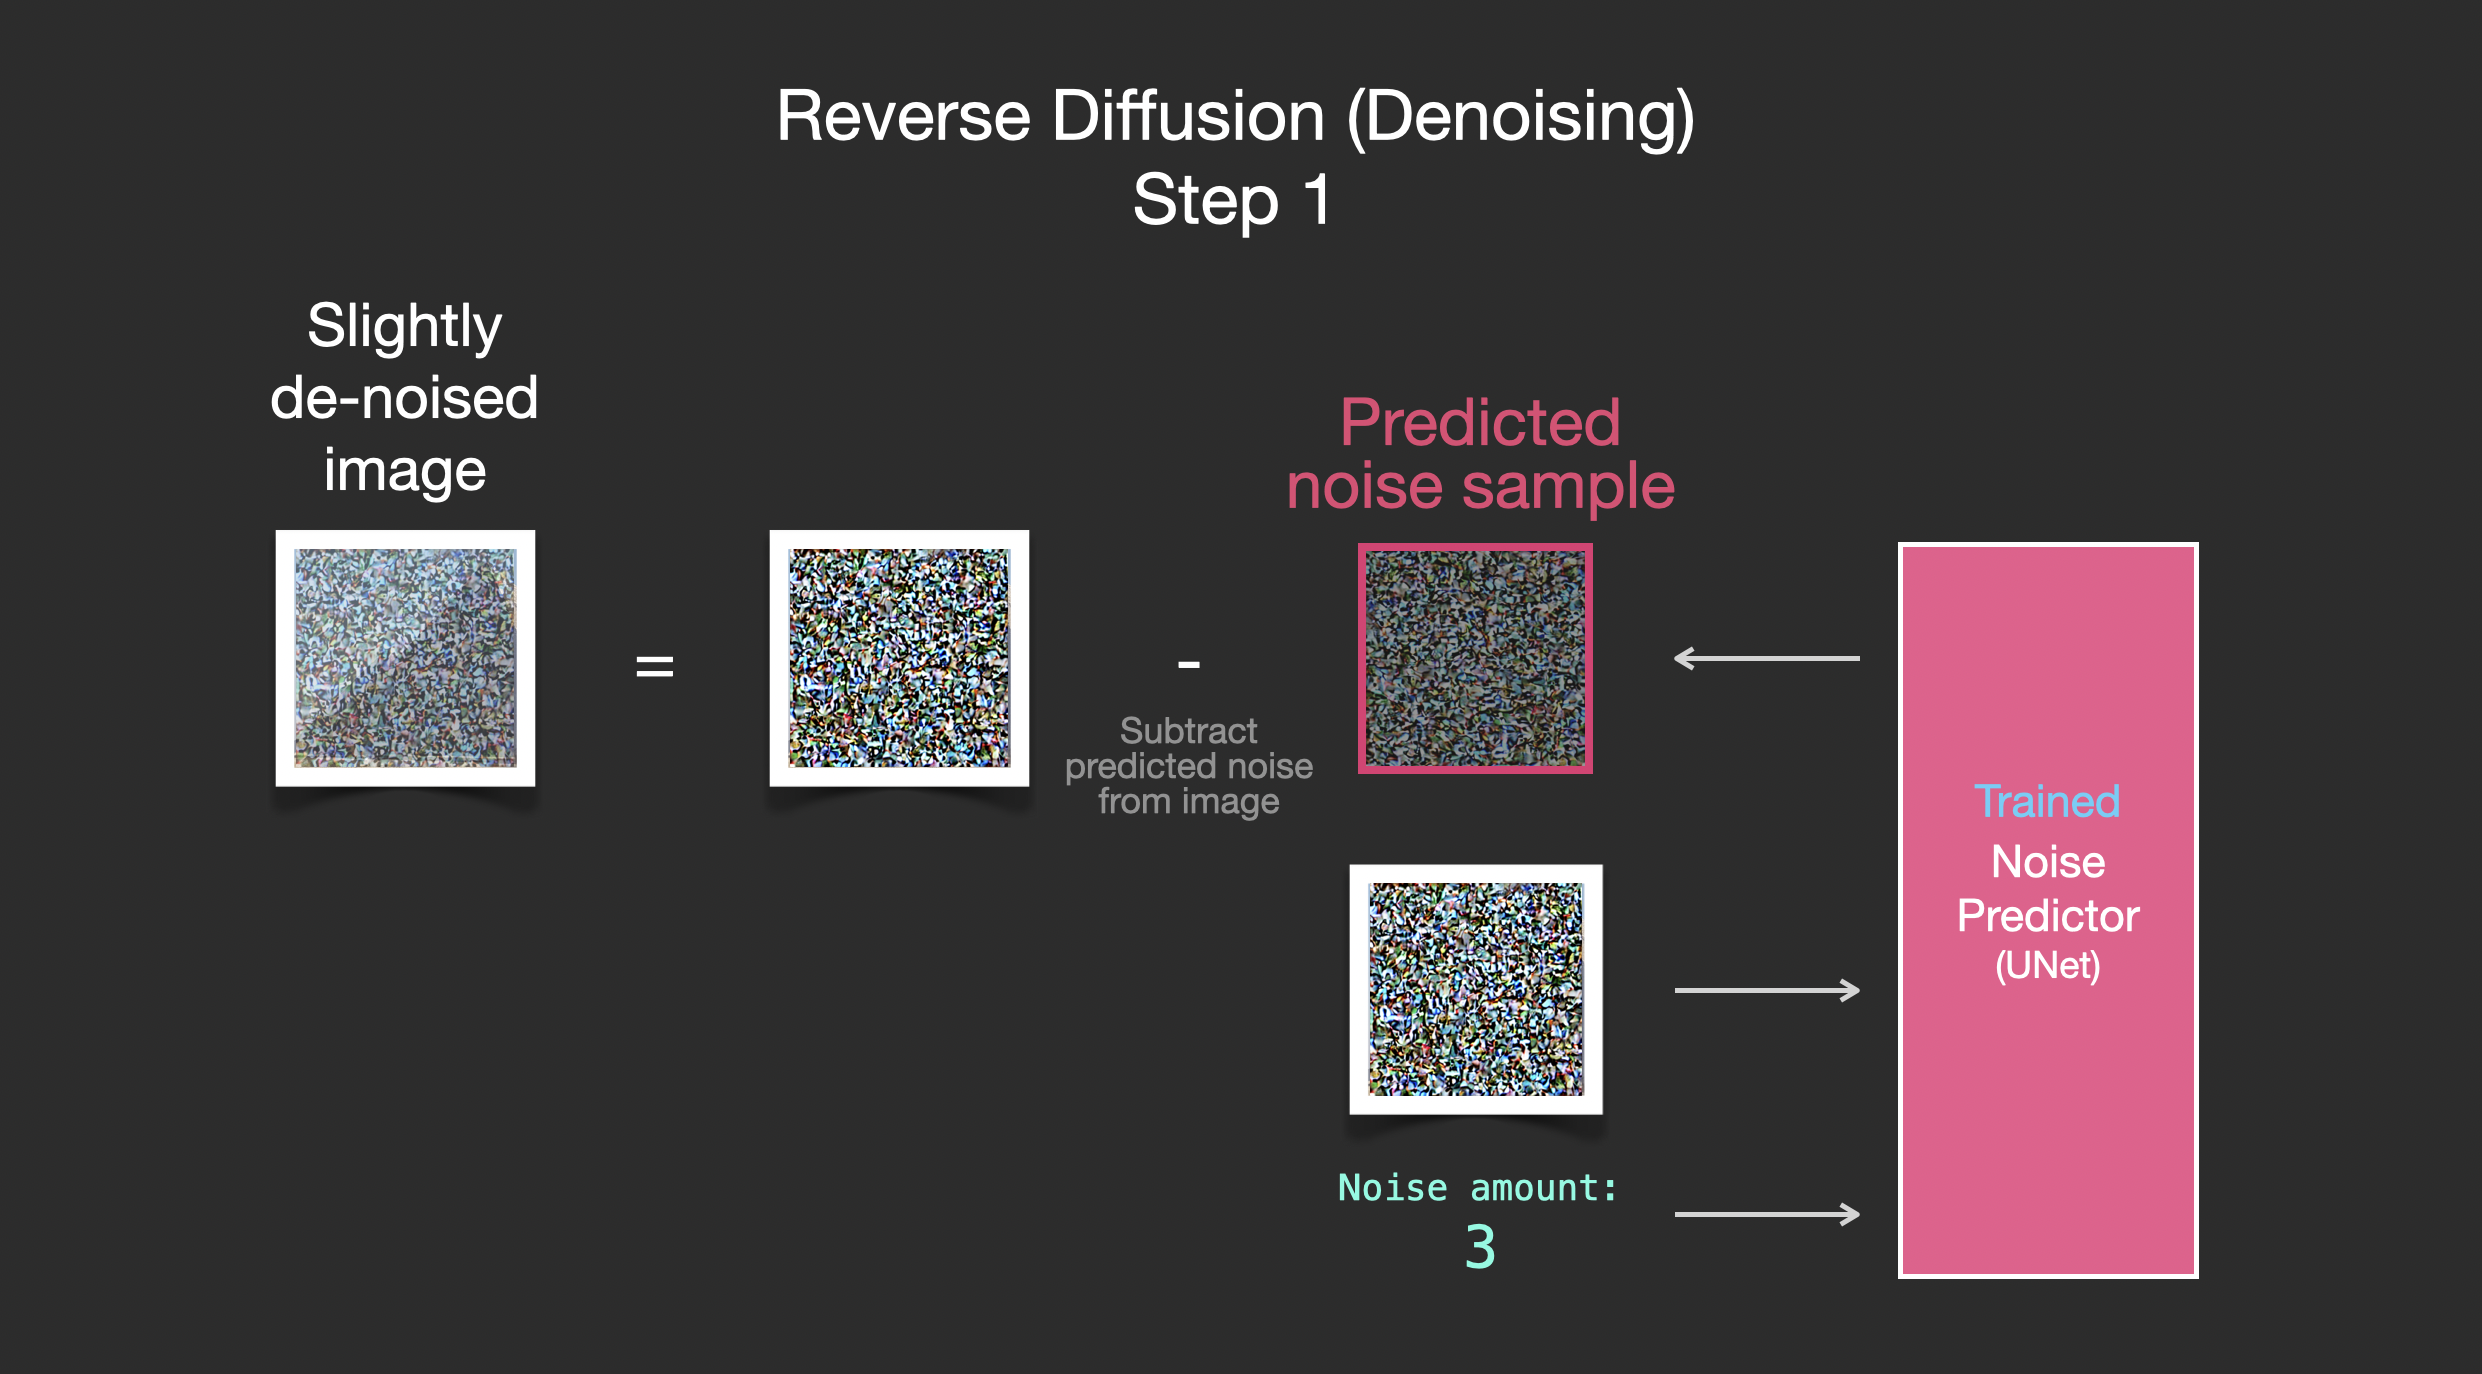 Reverse Diffusion (Denoising)
Step 1
Slightly
de-noised
image
=
-
Subtract
predicted noise
from image
Predicted
noise sample
Noise amount:
3
Trained
Noise
Predictor
(UNet)